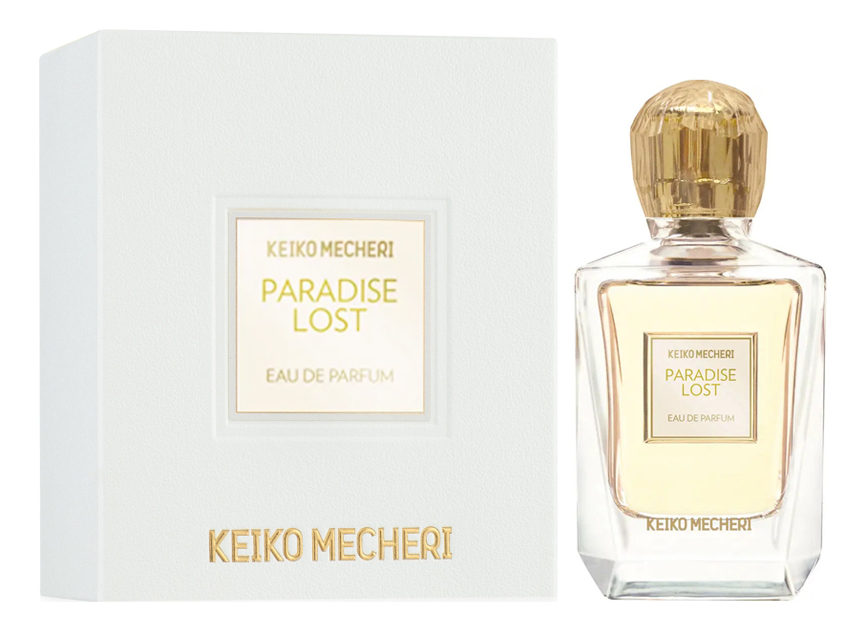 KEIKO MECHERI
PARADISE
LOST
EAU DE PARFUM
KEIKO MECHERI
KEIKO MECHERI
PARADISE
LOST
EAU DE PARFUM
KEIKO MECHERI